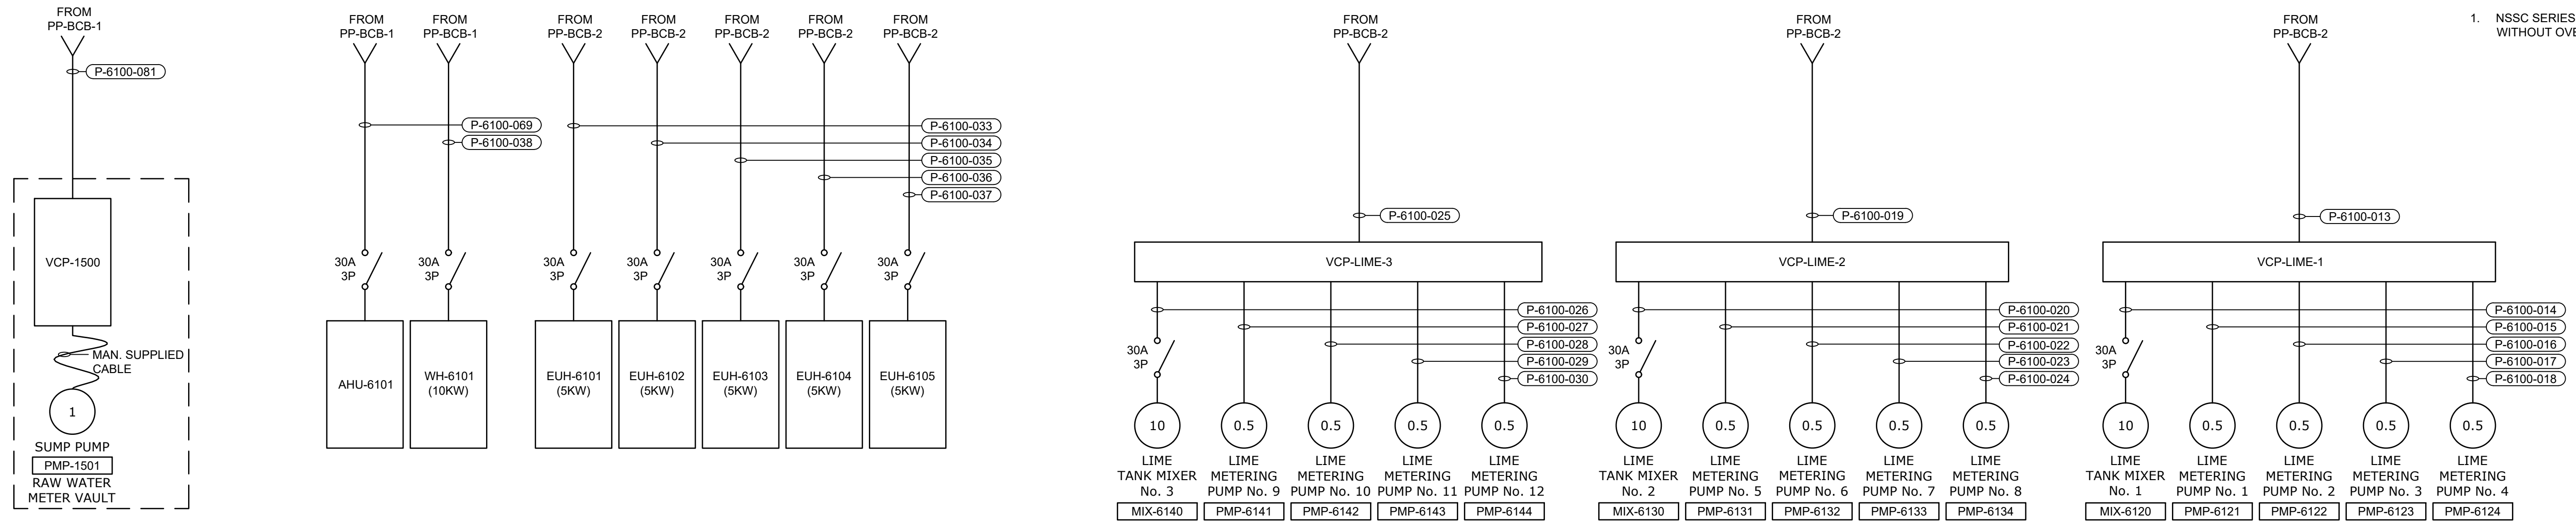 FROM
PP-BCB-1
P-6100-081
VCP-1500
MAN. SUPPLIED
CABLE
1
SUMP PUMP
PMP-1501
RAW WATER
METER VAULT
FROM
PP-BCB-1
FROM
PP-BCB-1
FROM
PP-BCB-2
FROM
PP-BCB-2
FROM
PP-BCB-2
FROM
PP-BCB-2
FROM
PP-BCB-2
P-6100-069
P-6100-038
P-6100-033
P-6100-034
P-6100-035
P-6100-036
P-6100-037
30A
3P
30A
3P
30A
3P
30A
3P
30A
3P
30A
3P
30A
3P
AHU-6101
WH-6101
(10KW)
EUH-6101
(5KW)
EUH-6102
(5KW)
EUH-6103
(5KW)
EUH-6104
(5KW)
EUH-6105
(5KW)
FROM
PP-BCB-2
P-6100-025
VCP-LIME-3
P-6100-026
P-6100-027
P-6100-028
P-6100-029
P-6100-030
30A
3P
10
0.5
0.5
0.5
0.5
LIME
TANK MIXER
No. 3
MIX-6140
LIME
METERING
PUMP No. 9
PMP-6141
LIME
METERING
PUMP No. 10
PMP-6142
LIME
METERING
PUMP No. 11
PMP-6143
LIME
METERING
PUMP No. 12
PMP-6144
FROM
PP-BCB-2
P-6100-019
VCP-LIME-2
P-6100-020
P-6100-021
P-6100-022
P-6100-023
P-6100-024
30A
3P
10
0.5
0.5
0.5
0.5
LIME
TANK MIXER
No. 2
MIX-6130
LIME
METERING
PUMP No. 5
PMP-6131
LIME
METERING
PUMP No. 6
PMP-6132
LIME
METERING
PUMP No. 7
PMP-6133
LIME
METERING
PUMP No. 8
PMP-6134
FROM
PP-BCB-2
P-6100-013
VCP-LIME-1
P-6100-014
P-6100-015
P-6100-016
P-6100-017
P-6100-018
30A
3P
10
0.5
0.5
0.5
0.5
LIME
TANK MIXER
No. 1
MIX-6120
LIME
METERING
PUMP No. 1
PMP-6121
LIME
METERING
PUMP No. 2
PMP-6122
LIME
METERING
PUMP No. 3
PMP-6123
LIME
METERING
PUMP No. 4
PMP-6124
1. NSSC SERIES
WITHOUT